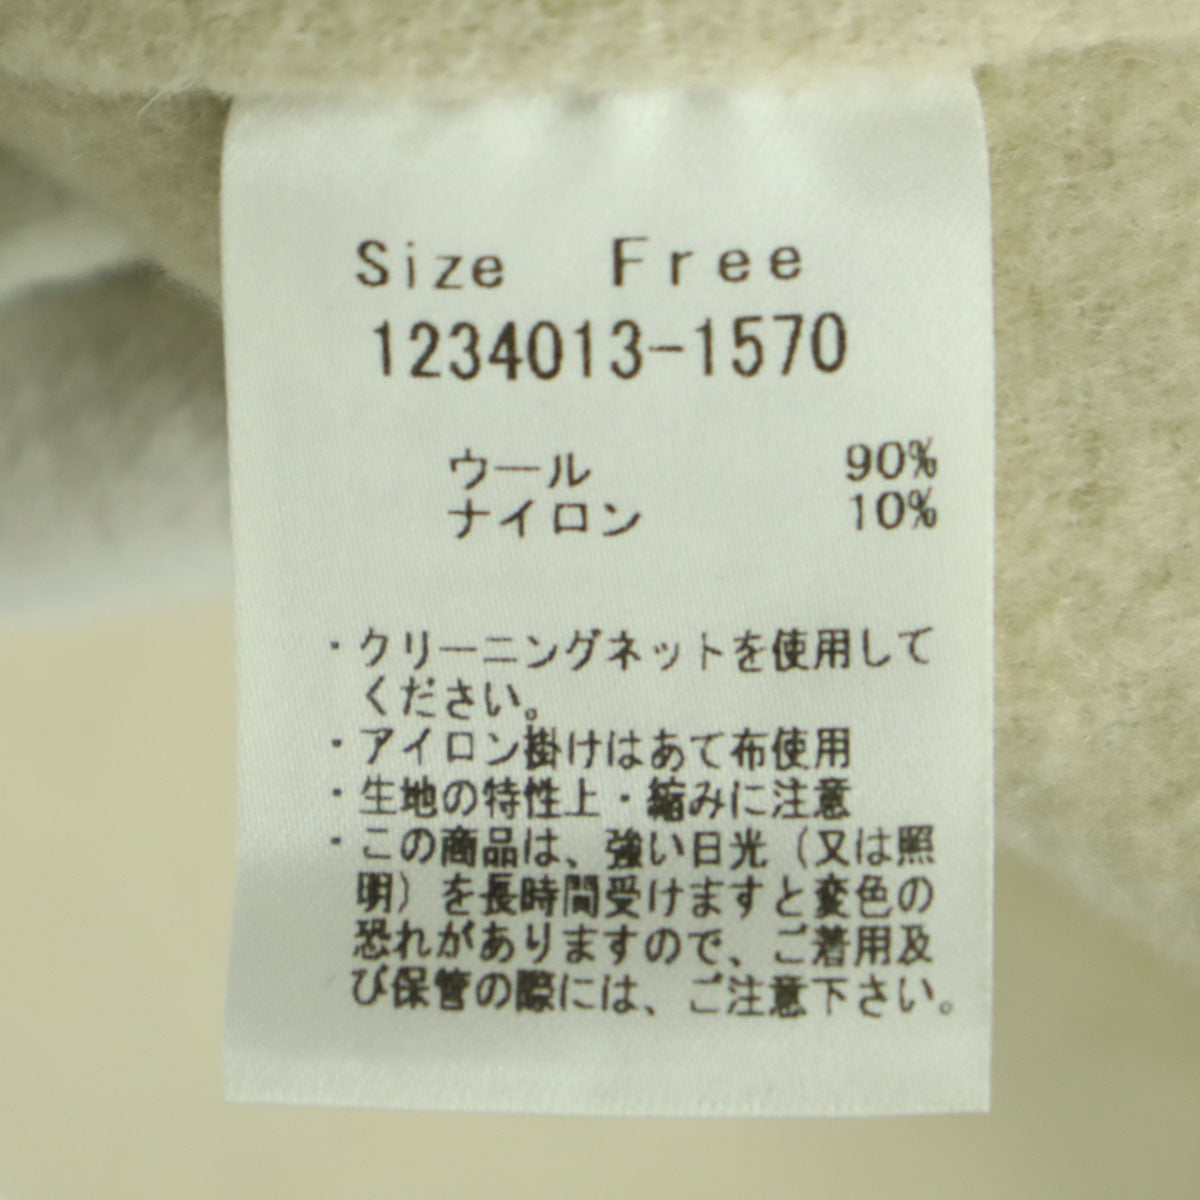 Size Free
1234013-1570
ウール 90%
ナイロン 10%
・クリーニングネットを使用して
ください。
・アイロン掛けはあて布使用
・生地の特性上・縮みに注意
・この商品は、強い日光(又は照
明)を長時間受けますと変色の
恐れがありますので、ご着用及
び保管の際には、ご注意下さい。